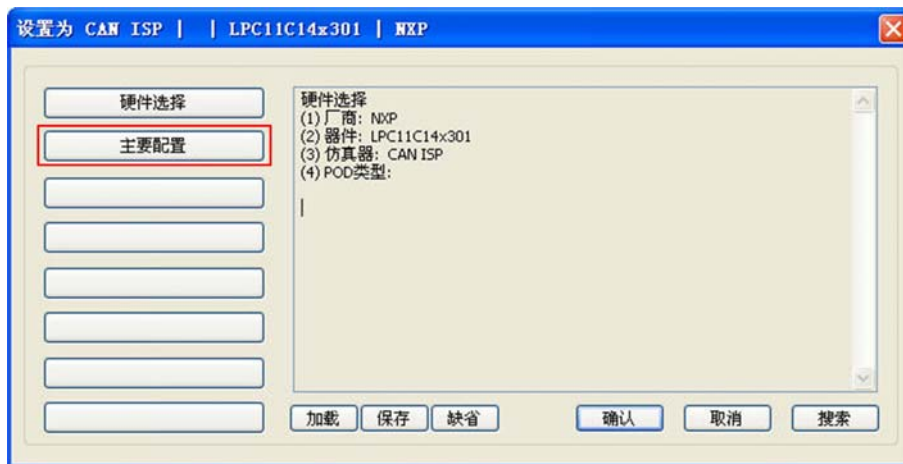 设置为 CAN ISP | | LPC11C14x301 | NXP
硬件选择
主要配置
硬件选择
(1) 厂商: NXP
(2) 器件: LPC11C14x301
(3) 仿真器: CAN ISP
(4) POD类型:
加载 保存 缺省 确认 取消 搜索